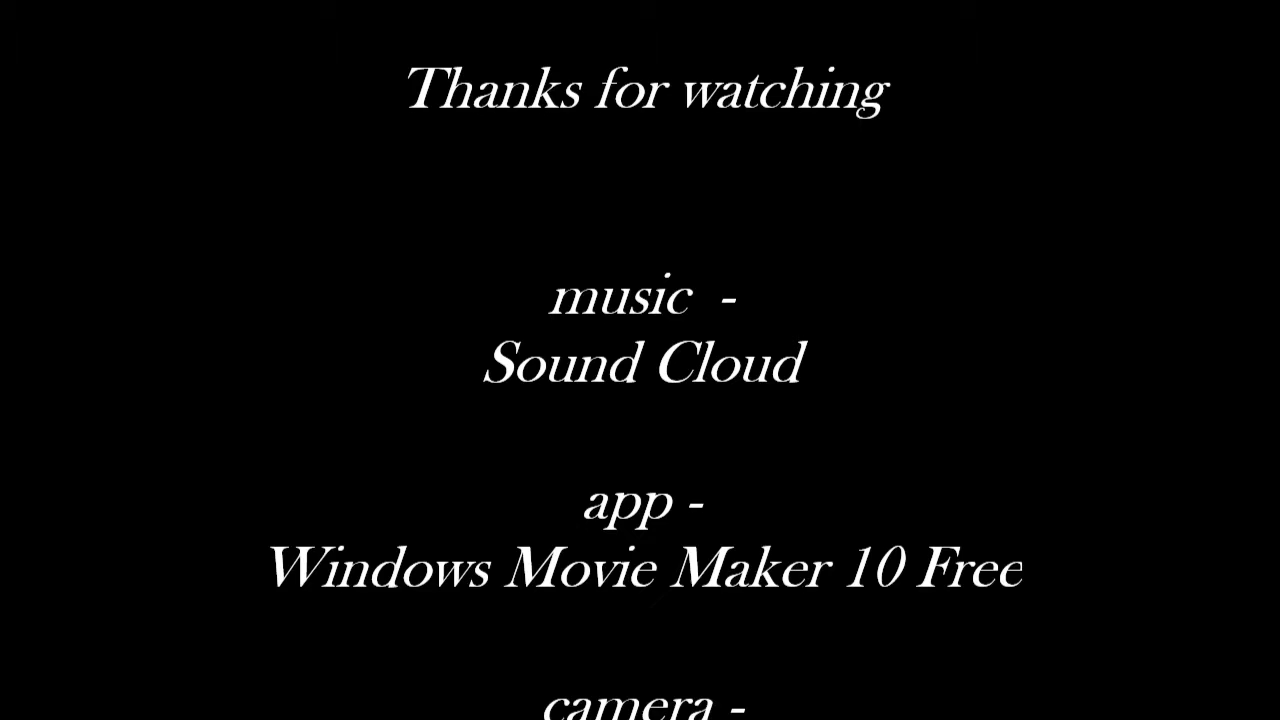 Thanks for watching
music -
Sound Cloud
app -
Windows Movie Maker 10 Free
camera -